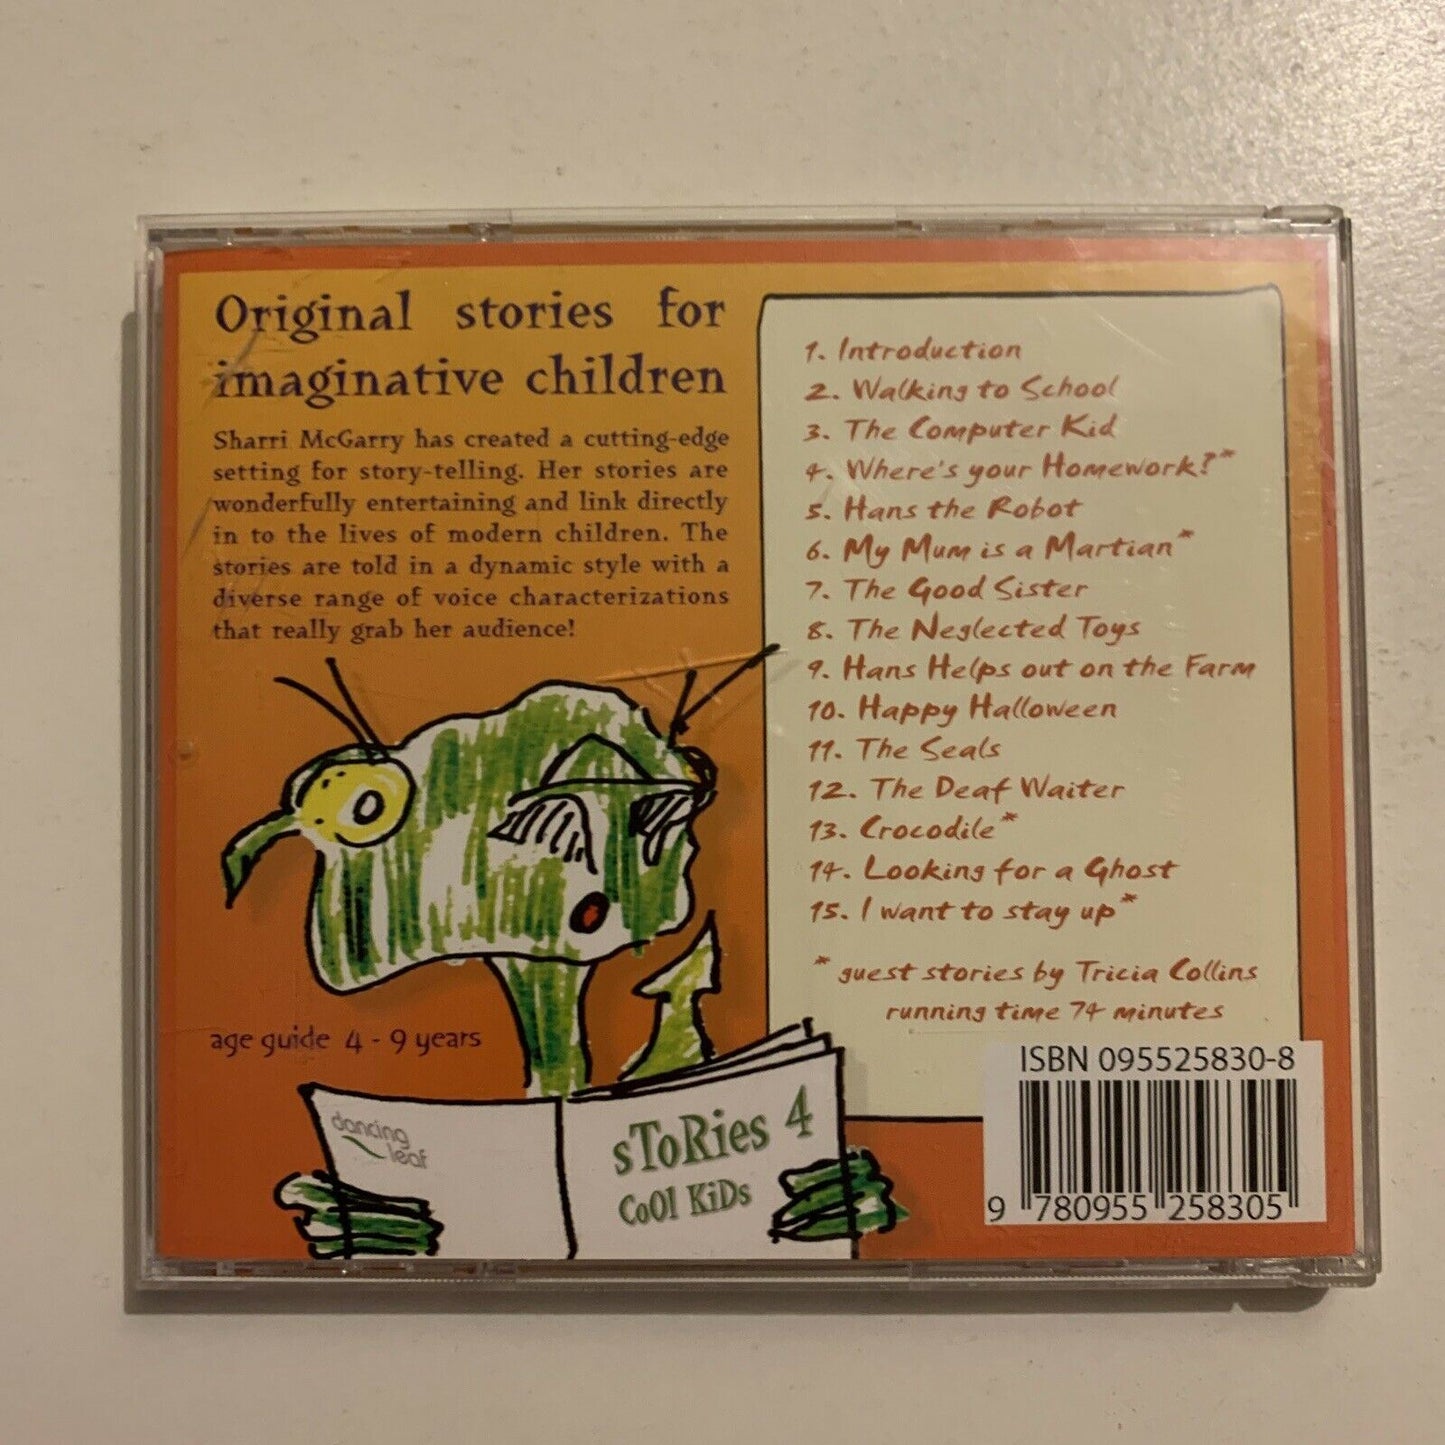 Original stories for
imaginative children
Sharri McGarry has created a cutting-edge
setting for story-telling. Her stories are
wonderfully entertaining and link directly
in to the lives of modern children. The
stories are told in a dynamic style with a
diverse range of voice characterizations
that really grab her audience!
age guide 4 - 9 years
dancing
leaf
sToRies 4
CoOl KiDs
1. Introduction
2. Walking to School
3. The Computer Kid
4. Where's your Homework?*
5. Hans the Robot
6. My Mum is a Martian*
7. The Good Sister
8. The Neglected Toys
9. Hans Helps out on the Farm
10. Happy Halloween
11. The Seals
12. The Deaf Waiter
13. Crocodile*
14. Looking for a Ghost
15. I want to stay up*
* guest stories by Tricia Collins
running time 74 minutes
ISBN 095525830-8
9 780955 258305